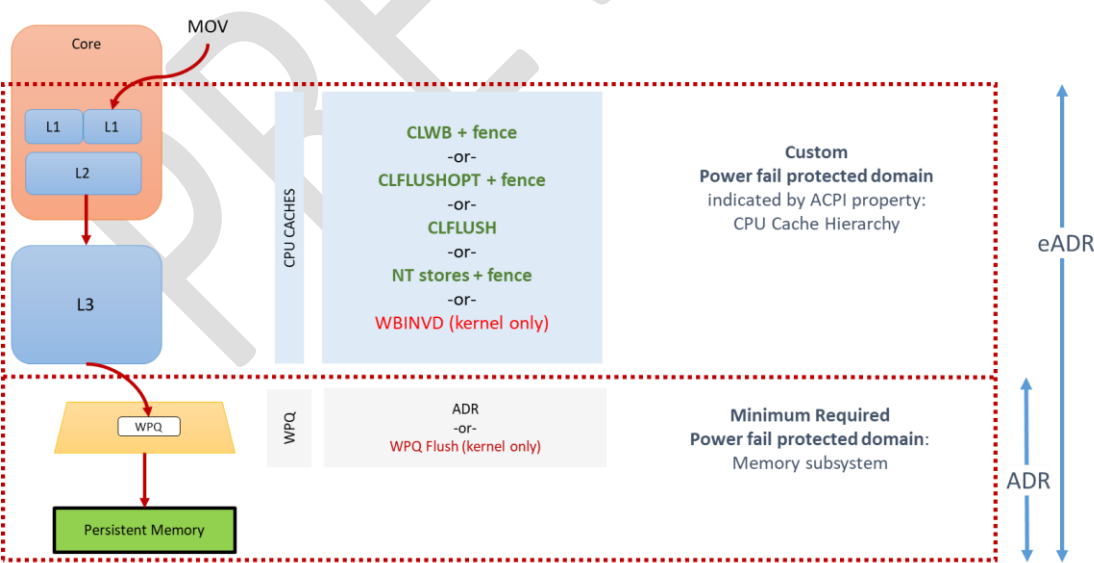 MOV
Core
L1
L1
L2
L3
CPU CACHES
CLWB + fence
-or-
CLFLUSHOPT + fence
-or-
CLFLUSH
-or-
NT stores + fence
-or-
WBINVD (kernel only)
Custom
Power fail protected domain
indicated by ACPI property:
CPU Cache Hierarchy
eADR
WPQ
WPQ
ADR
-or-
WPQ Flush (kernel only)
Minimum Required
Power fail protected domain:
Memory subsystem
ADR
Persistent Memory